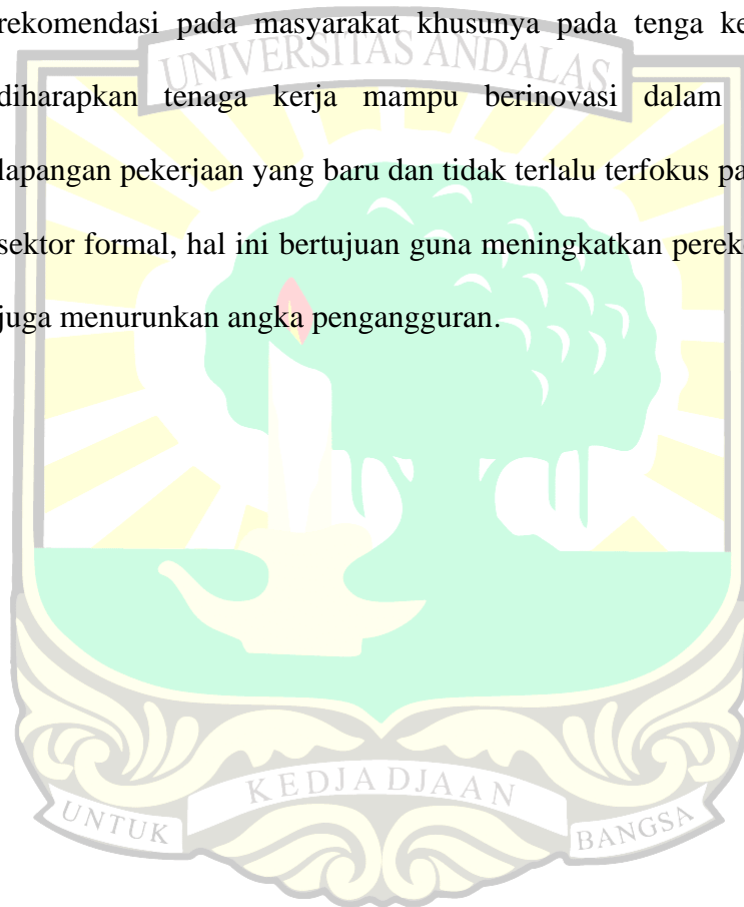 rekomendasi pada masyarakat khusunya pada tenga ke
UNIVERSITAS ANDALAS
diharapkan tenaga kerja mampu berinovasi dalam
lapangan pekerjaan yang baru dan tidak terlalu terfokus pa
sektor formal, hal ini bertujuan guna meningkatkan pereko
juga menurunkan angka pengangguran.
UNTUK KEDJADJAAN BANGSA